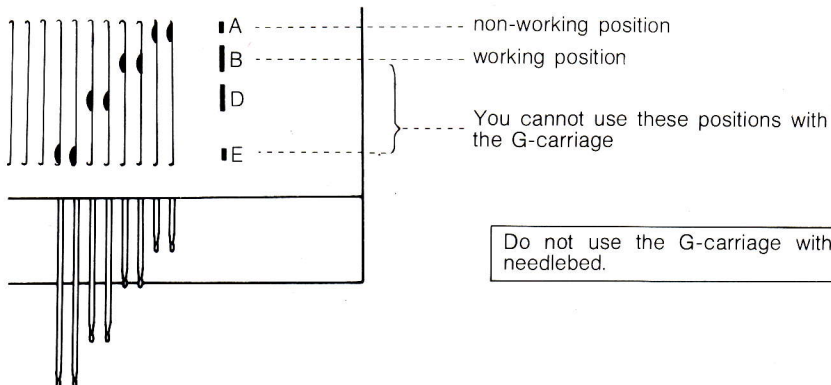 A non-working position
B working position
D
You cannot use these positions with
E the G-carriage
Do not use the G-carriage with
needlebed.